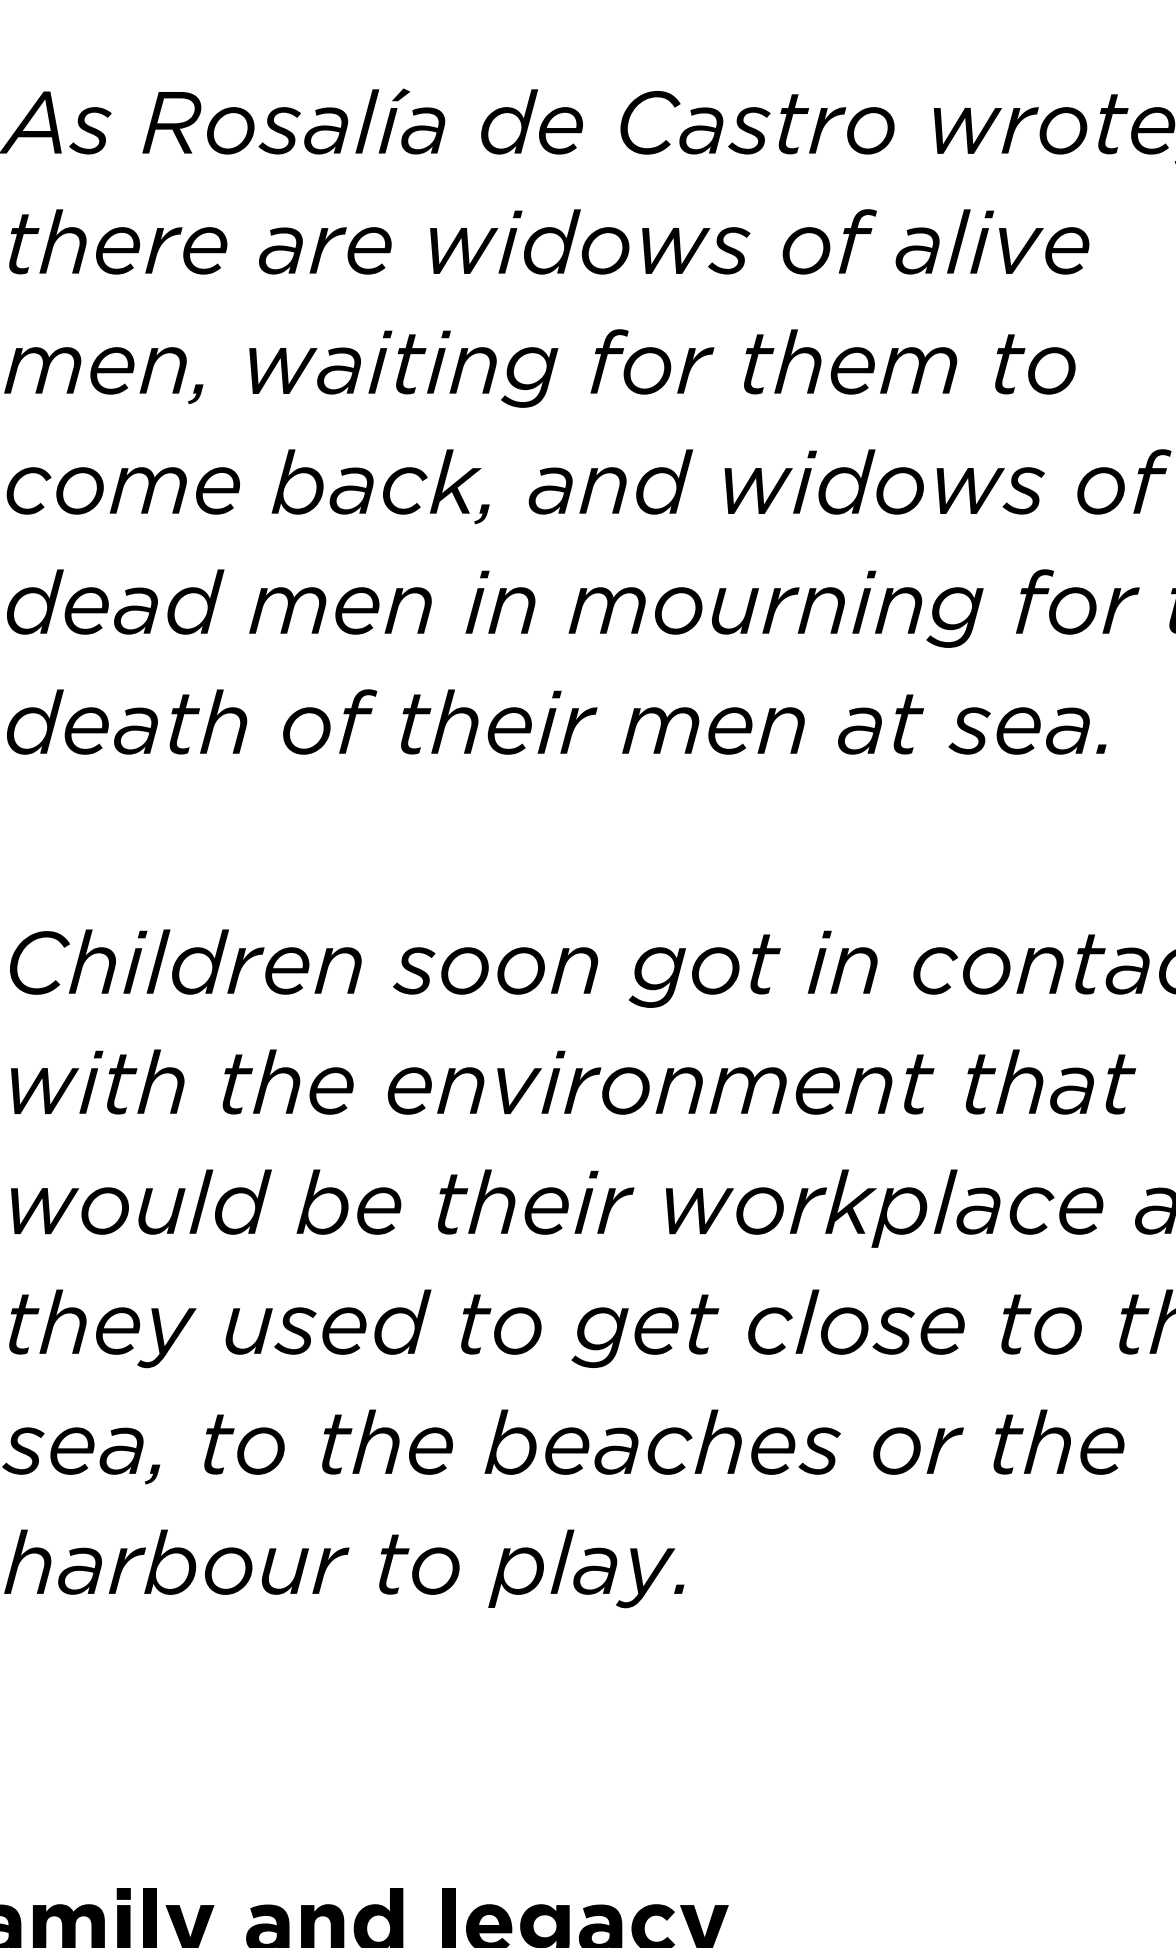 As Rosalía de Castro wrote,
there are widows of alive
men, waiting for them to
come back, and widows of
dead men in mourning for
death of their men at sea.
Children soon got in
with the environment that
would be their workplace
they used to get close to
sea, to the beaches or the
harbour to play.
and legacy